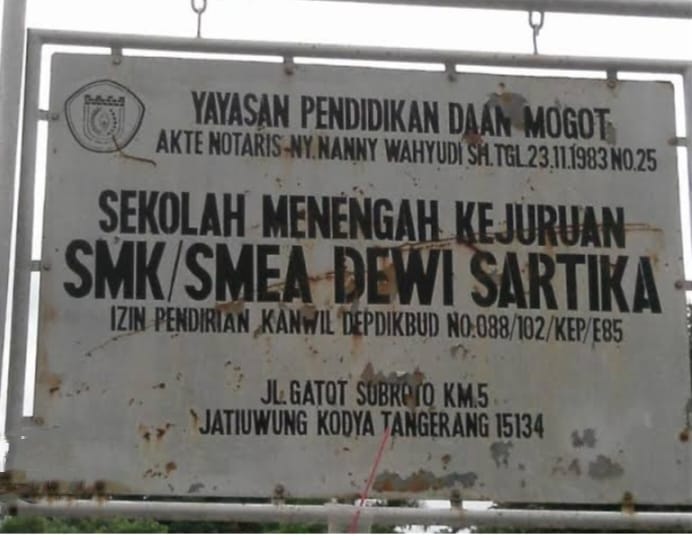 YAYASAN PENDIDIKAN DAAN MOGOT
AKTE NOTARIS NY. NANNY WAHYUDI SH. TGL. 23.11.1983 NO. 25
SEKOLAH MENENGAH KEJURUAN
SMK/SMEA DEWI SARTIKA
IZIN PENDIRIAN KANWIL DEPDIKBUD NO.088/102/KEP/E85
JL. GATOT SUBROTO KM.5
JATIUWUNG KODYA TANGERANG 15134